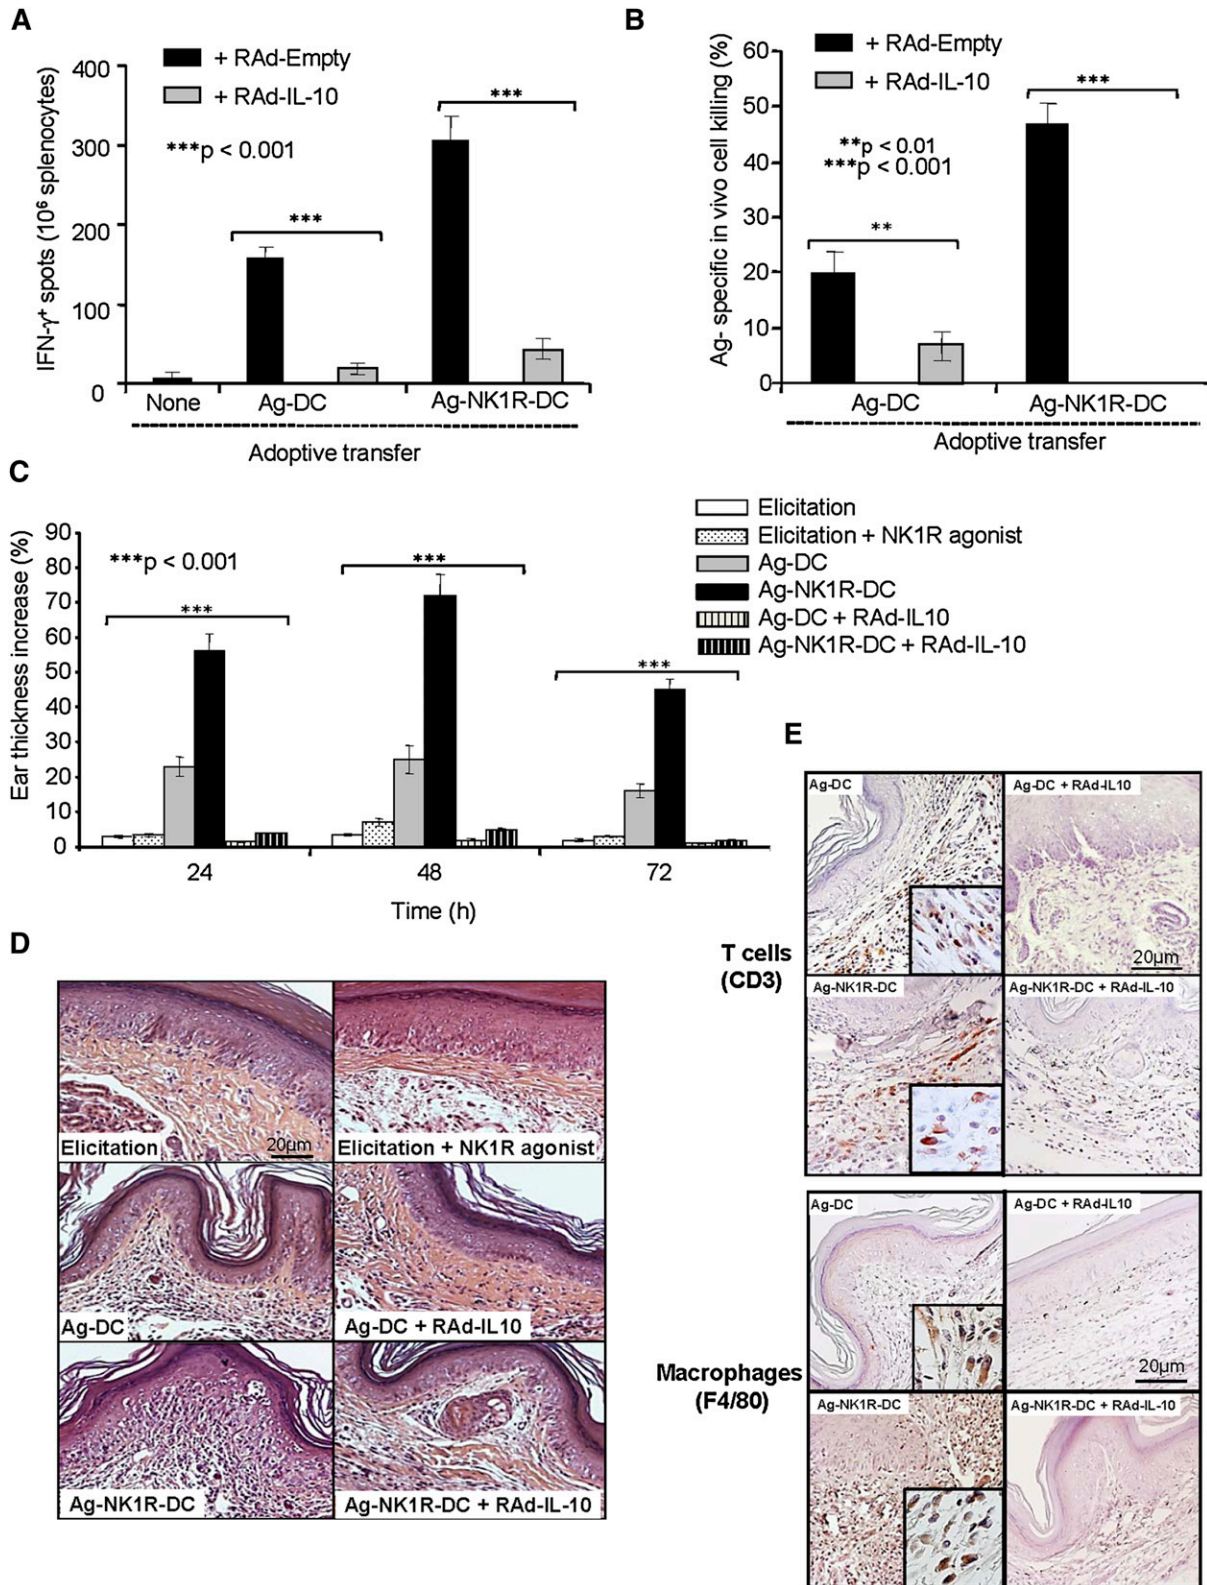 A
+ RAd-Empty
+ RAd-IL-10
***p < 0.001
***
***
400
300
200
100
0
IFN-γ⁺ spots (10⁶ splenocytes)
None Ag-DC Ag-NK1R-DC
Adoptive transfer
B
+ RAd-Empty
+ RAd-IL-10
**p < 0.01
***p < 0.001
**
***
60
50
40
30
20
10
0
Ag- specific in vivo cell killing (%)
Ag-DC Ag-NK1R-DC
Adoptive transfer
C
Elicitation
Elicitation + NK1R agonist
Ag-DC
Ag-NK1R-DC
Ag-DC + RAd-IL10
Ag-NK1R-DC + RAd-IL-10
***p < 0.001
***
***
***
90
80
70
60
50
40
30
20
10
0
Ear thickness increase (%)
24 48 72
Time (h)
D
Elicitation
20µm
Elicitation + NK1R agonist
Ag-DC
Ag-DC + RAd-IL10
Ag-NK1R-DC
Ag-NK1R-DC + RAd-IL-10
E
T cells
(CD3)
Ag-DC
Ag-DC + RAd-IL10
20µm
Ag-NK1R-DC
Ag-NK1R-DC + RAd-IL-10
Macrophages
(F4/80)
Ag-DC
Ag-DC + RAd-IL10
20µm
Ag-NK1R-DC
Ag-NK1R-DC + RAd-IL-10